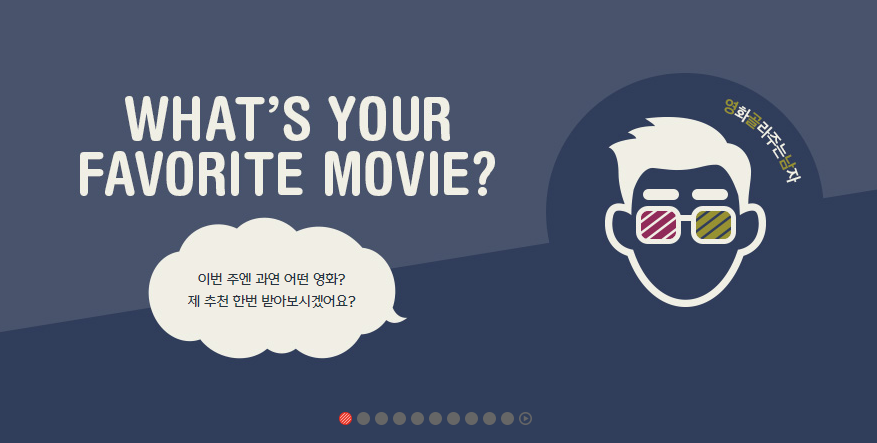 WHAT'S YOUR
FAVORITE MOVIE?
이번 주엔 과연 어떤 영화?
제 추천 한번 받아보시겠어요?
영화골라주는남자